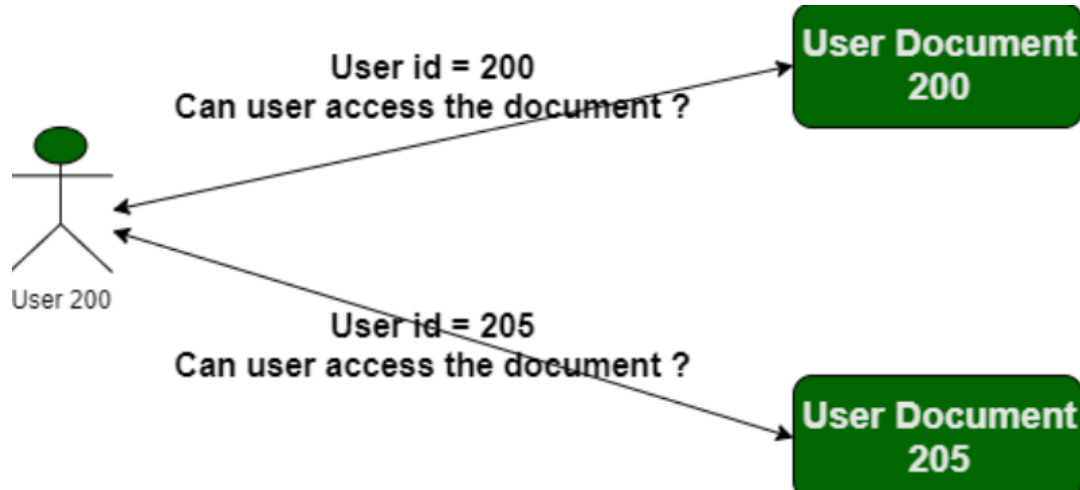 User id = 200
Can user access the document ?
User Document
200
User 200
User id = 205
Can user access the document ?
User Document
205